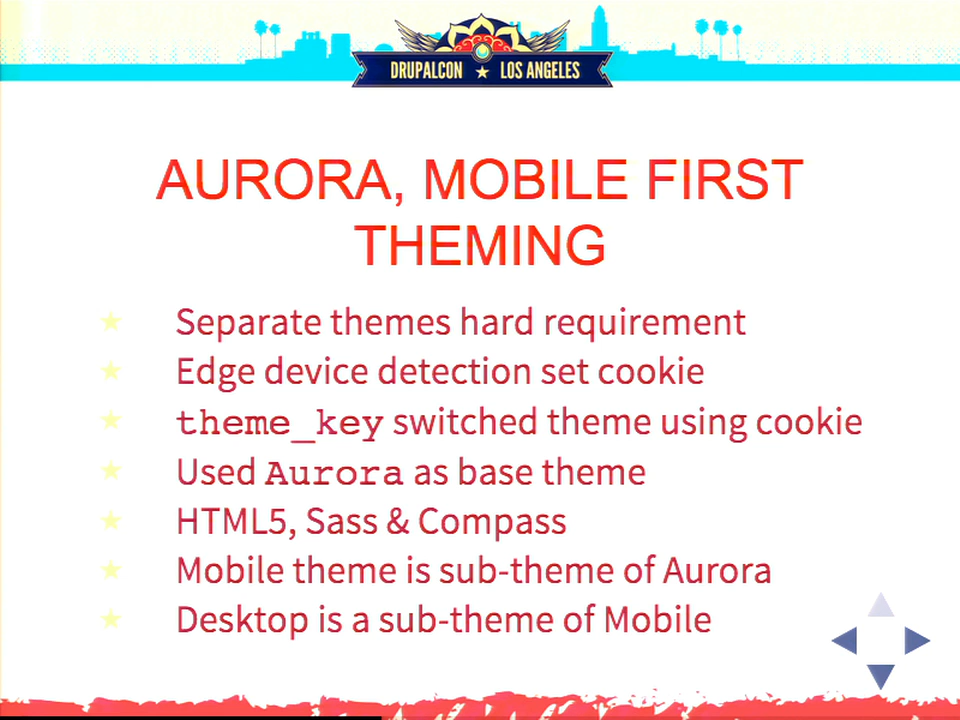 DRUPALCON ★ LOS ANGELES
AURORA, MOBILE FIRST
THEMING
Separate themes hard requirement
Edge device detection set cookie
theme_key switched theme using cookie
Used Aurora as base theme
HTML5, Sass & Compass
Mobile theme is sub-theme of Aurora
Desktop is a sub-theme of Mobile